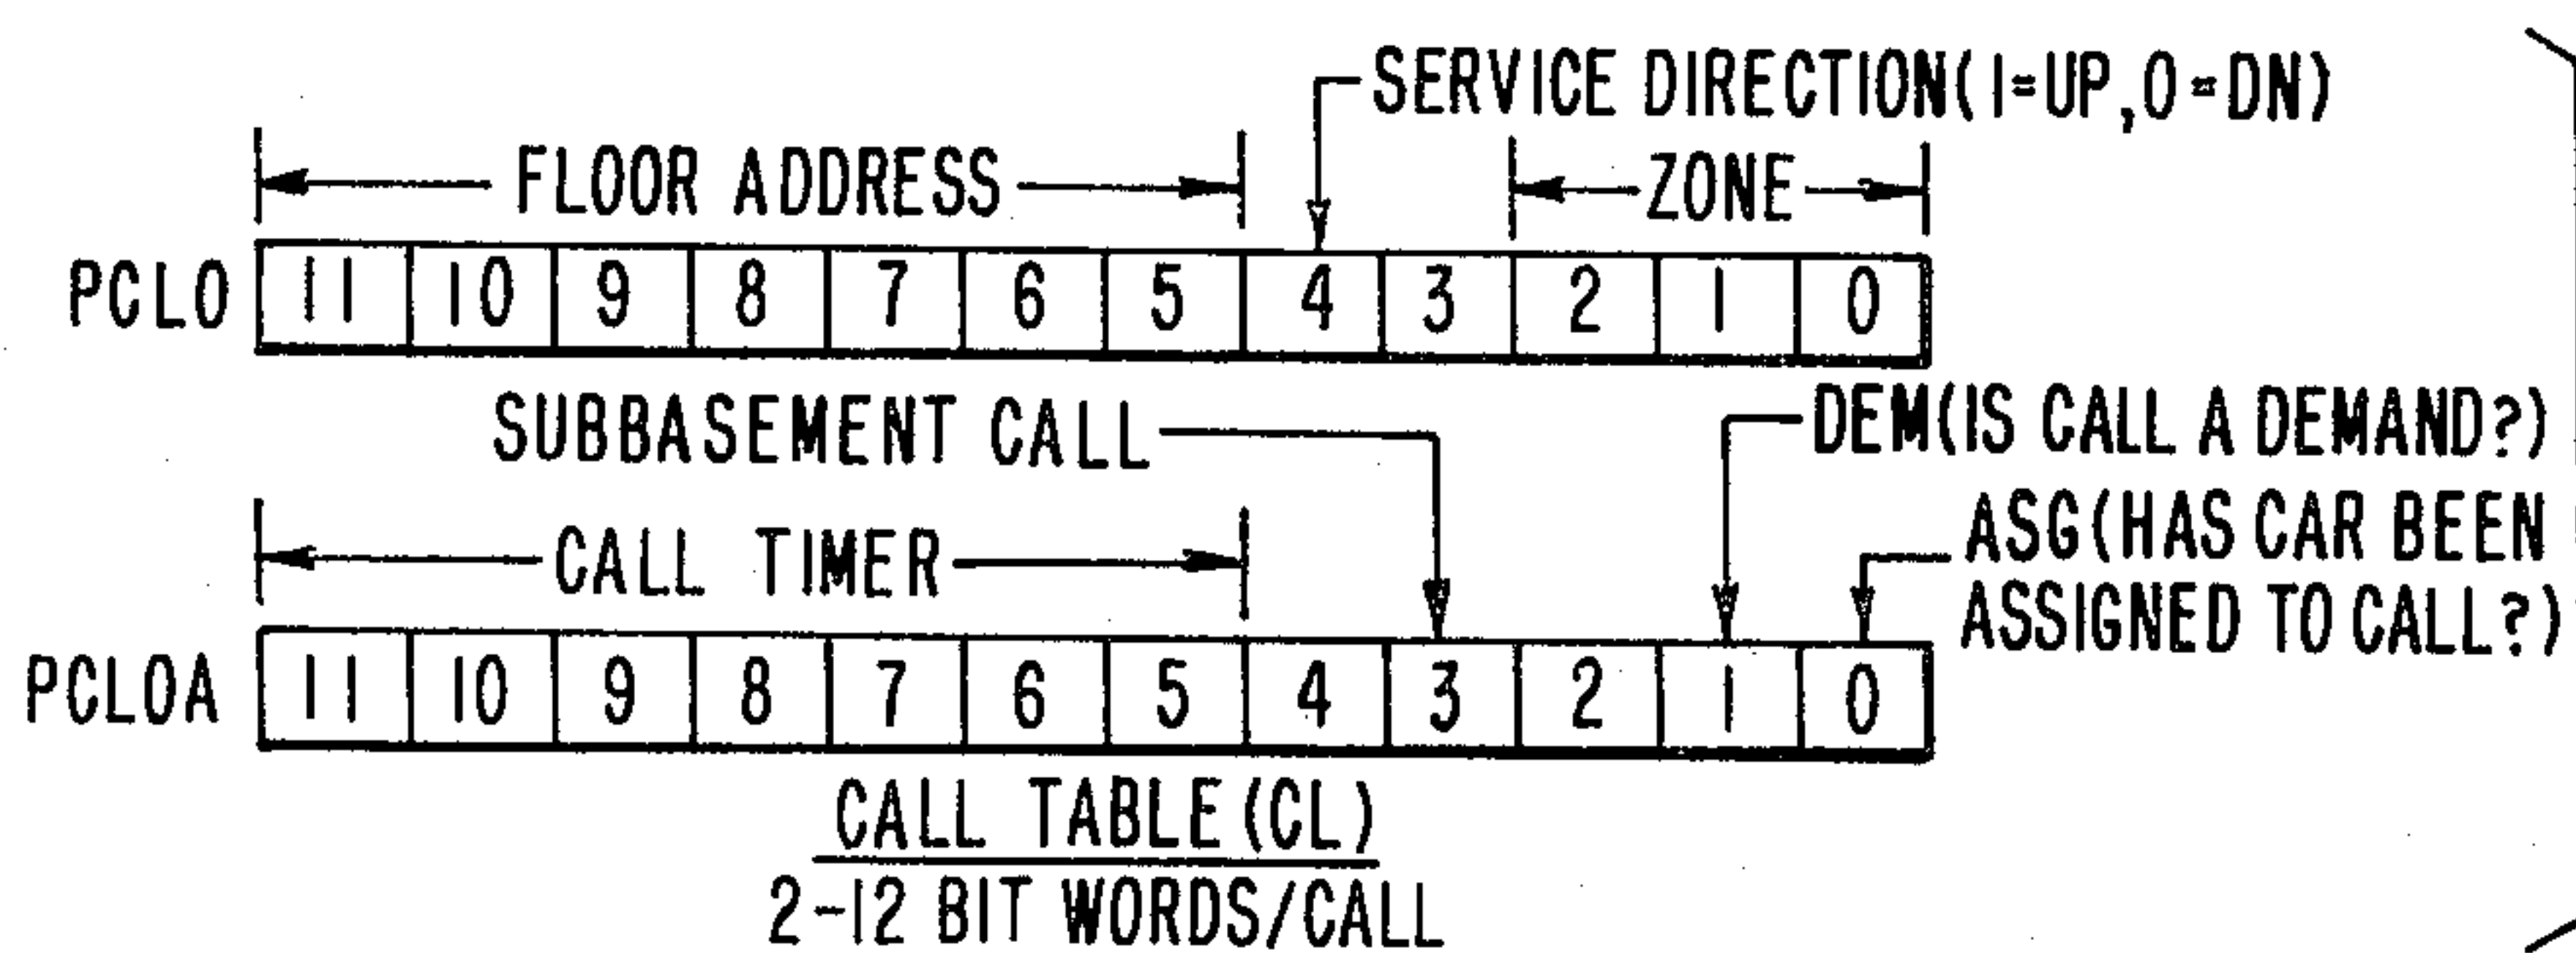 SERVICE DIRECTION(1=UP,0=DN)
FLOOR ADDRESS ZONE
PCL0 11 10 9 8 7 6 5 4 3 2 1 0
SUBBASEMENT CALL DEM(IS CALL A DEMAND?)
CALL TIMER ASG(HAS CAR BEEN
ASSIGNED TO CALL?)
PCL0A 11 10 9 8 7 6 5 4 3 2 1 0
CALL TABLE(CL)
2-12 BIT WORDS/CALL